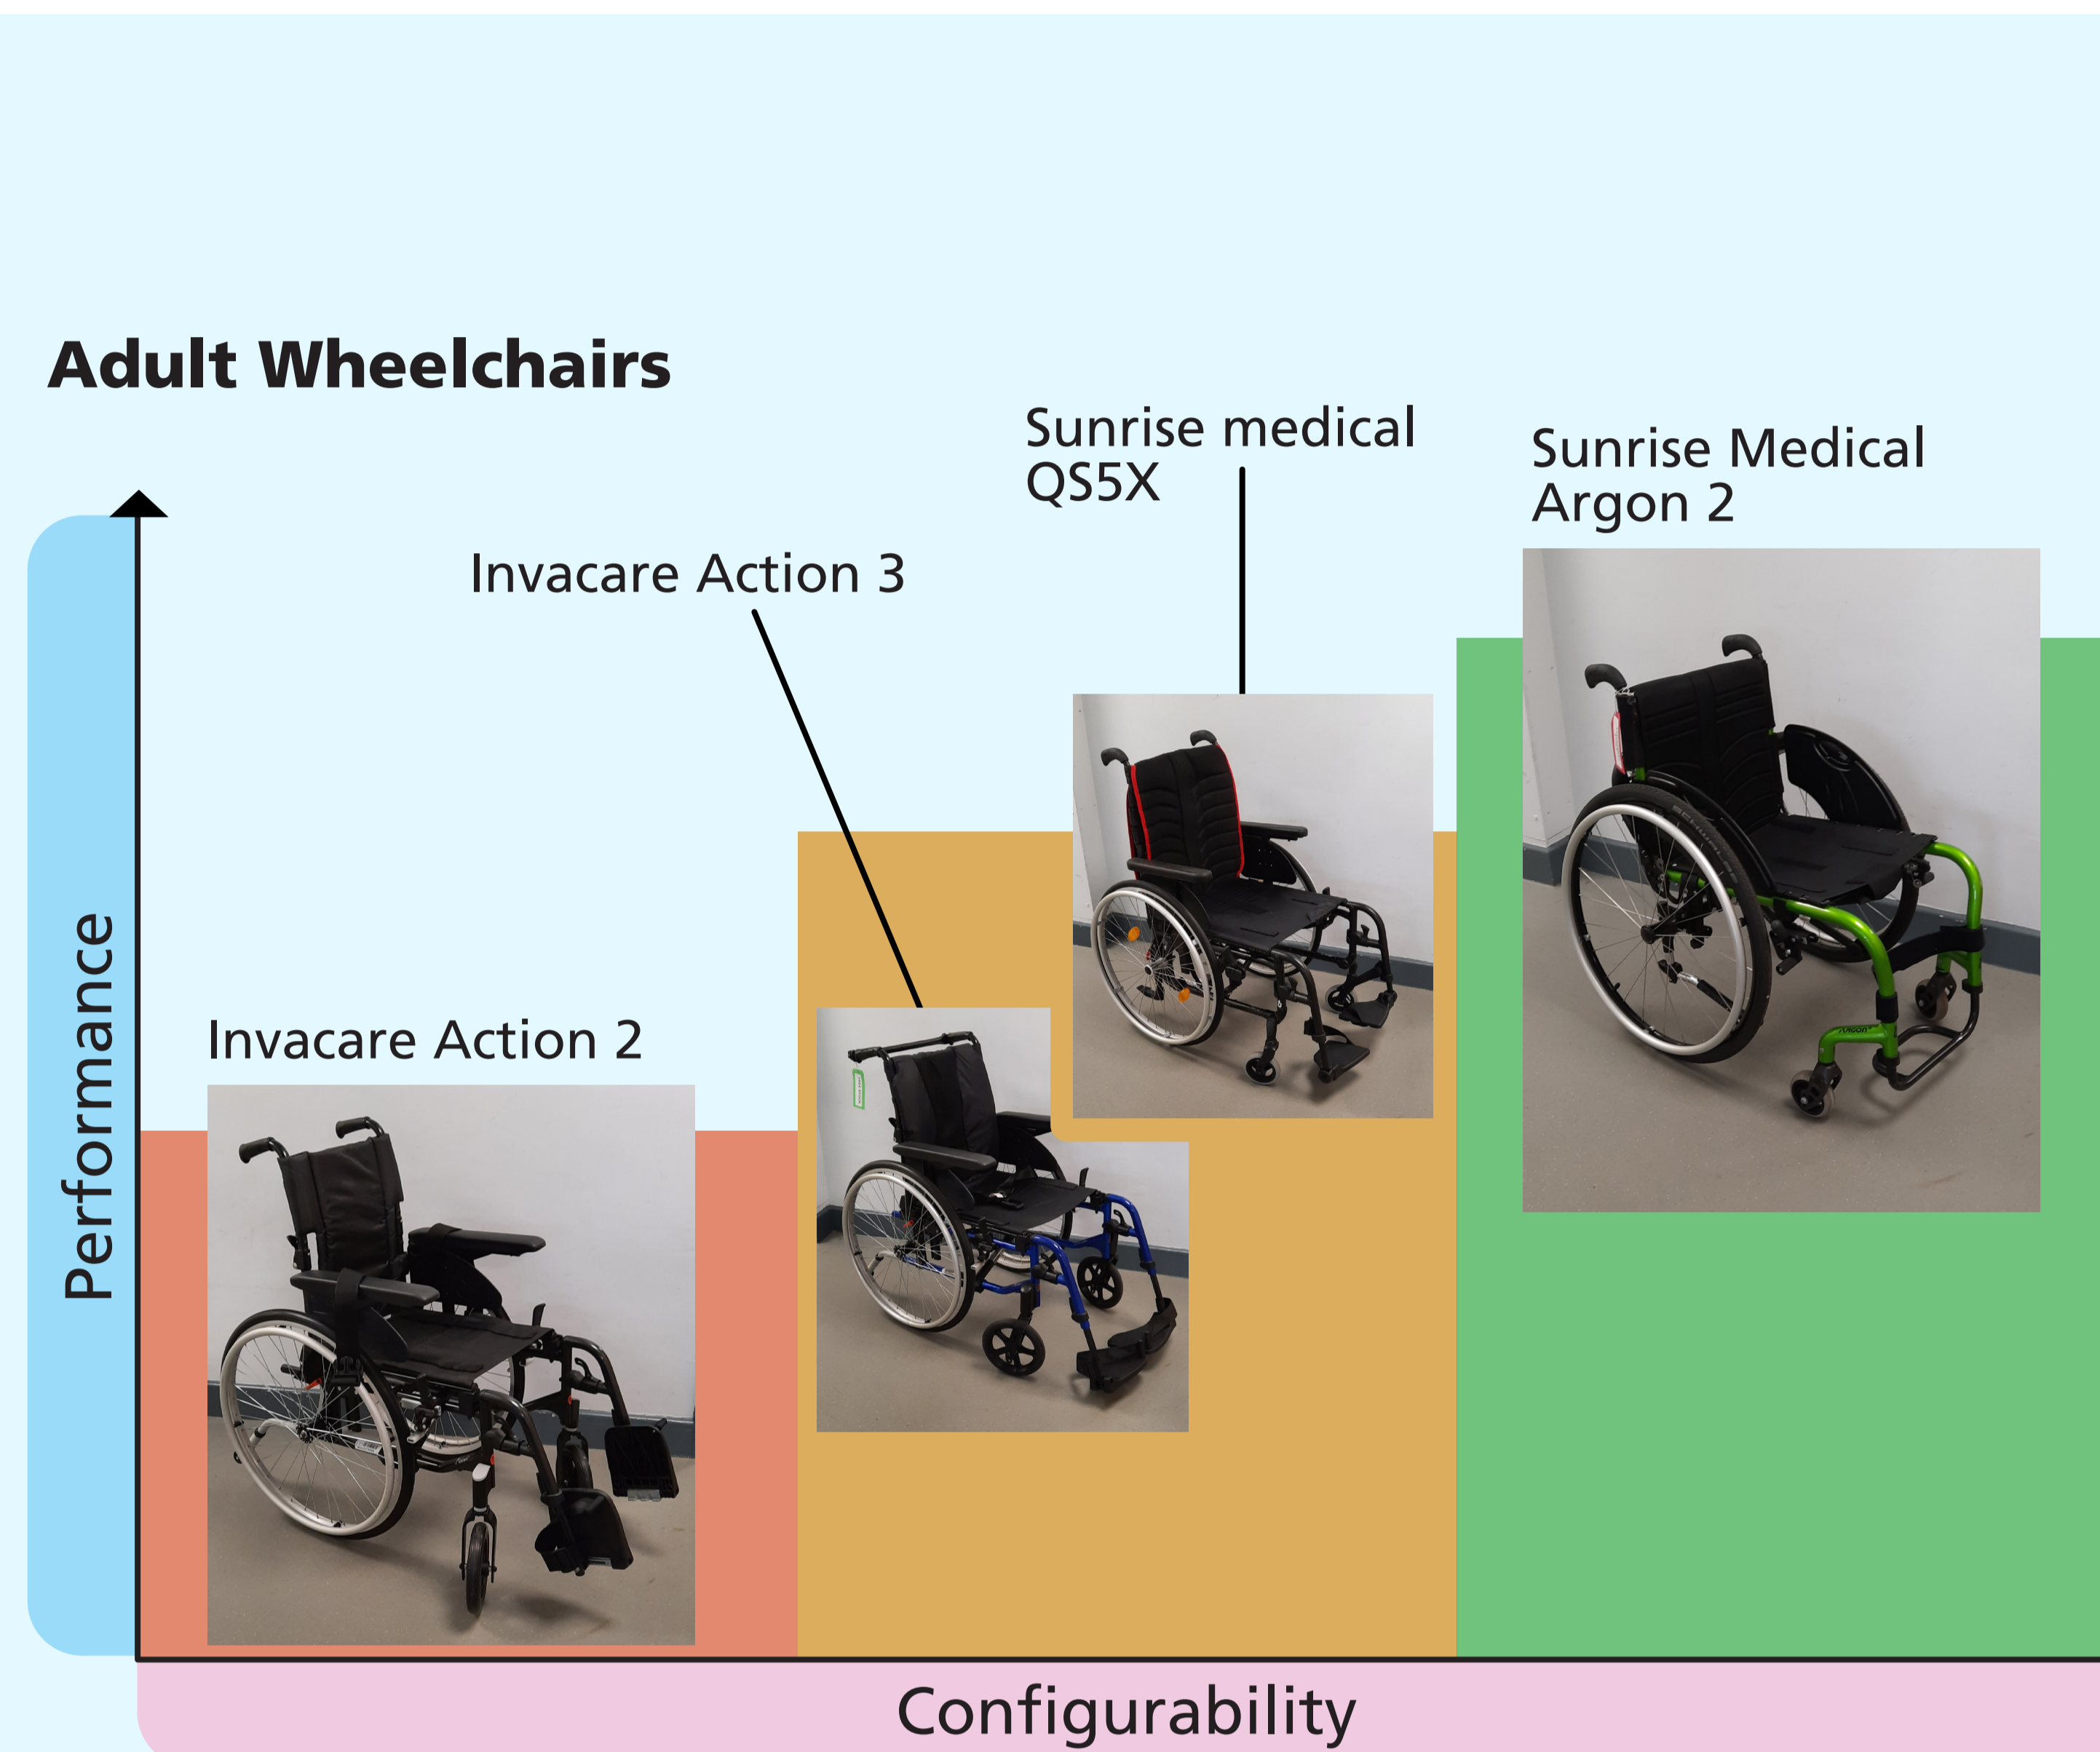 Adult Wheelchairs
Sunrise medical
QS5X
Sunrise Medical
Argon 2
Invacare Action 3
Invacare Action 2
Performance
Configurability